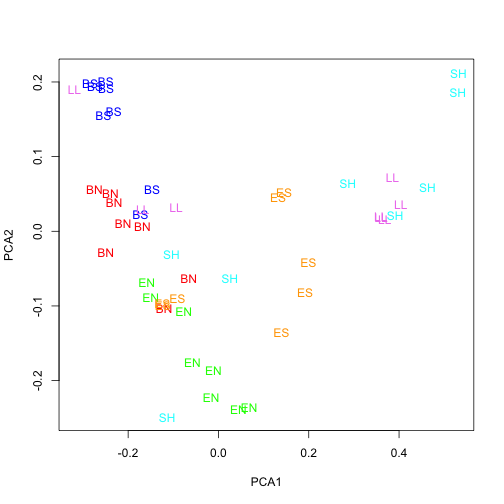 0.2
0.1
0.0
-0.1
-0.2
PCA2
SH
BS BS
LL BS BS SH
BS
BS BS
LL
BN BS SH SH
BN ES
BN ES LL
LL LL
BS LL SH
BN BN LL
BN SH
BN SH
EN ES
EN ES ES
BN EN
ES
ES
EN
EN
EN
EN EN
SH
-0.2 0.0 0.2 0.4
PCA1